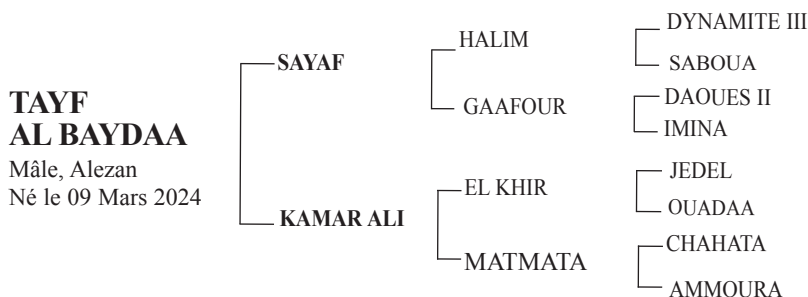 TAYF
AL BAYDAA
Mâle, Alezan
Né le 09 Mars 2024
SAYAF
KAMAR ALI
HALIM
GAAFOUR
EL KHIR
MATMATA
DYNAMITE III
SABOUA
DAOUES II
IMINA
JEDEL
OUADAA
CHAHATA
AMMOURA